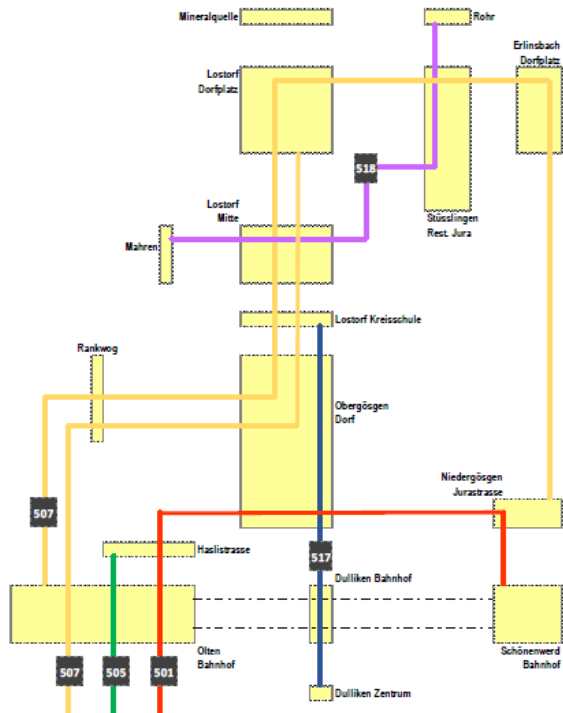 Mineralquelle
Rohr
Erlinsbach
Dorfplatz
Lostorf
Dorfplatz
518
Lostorf
Mitte
Stüsslingen
Rest. Jura
Mahren
Lostorf Kreisschule
Rankwog
Obergösgen
Dorf
Niedergösgen
Jurastrasse
507
Haslistrasse
517
Dulliken Bahnhof
Olten
Bahnhof
Schönenwerd
Bahnhof
507
505
501
Dulliken Zentrum